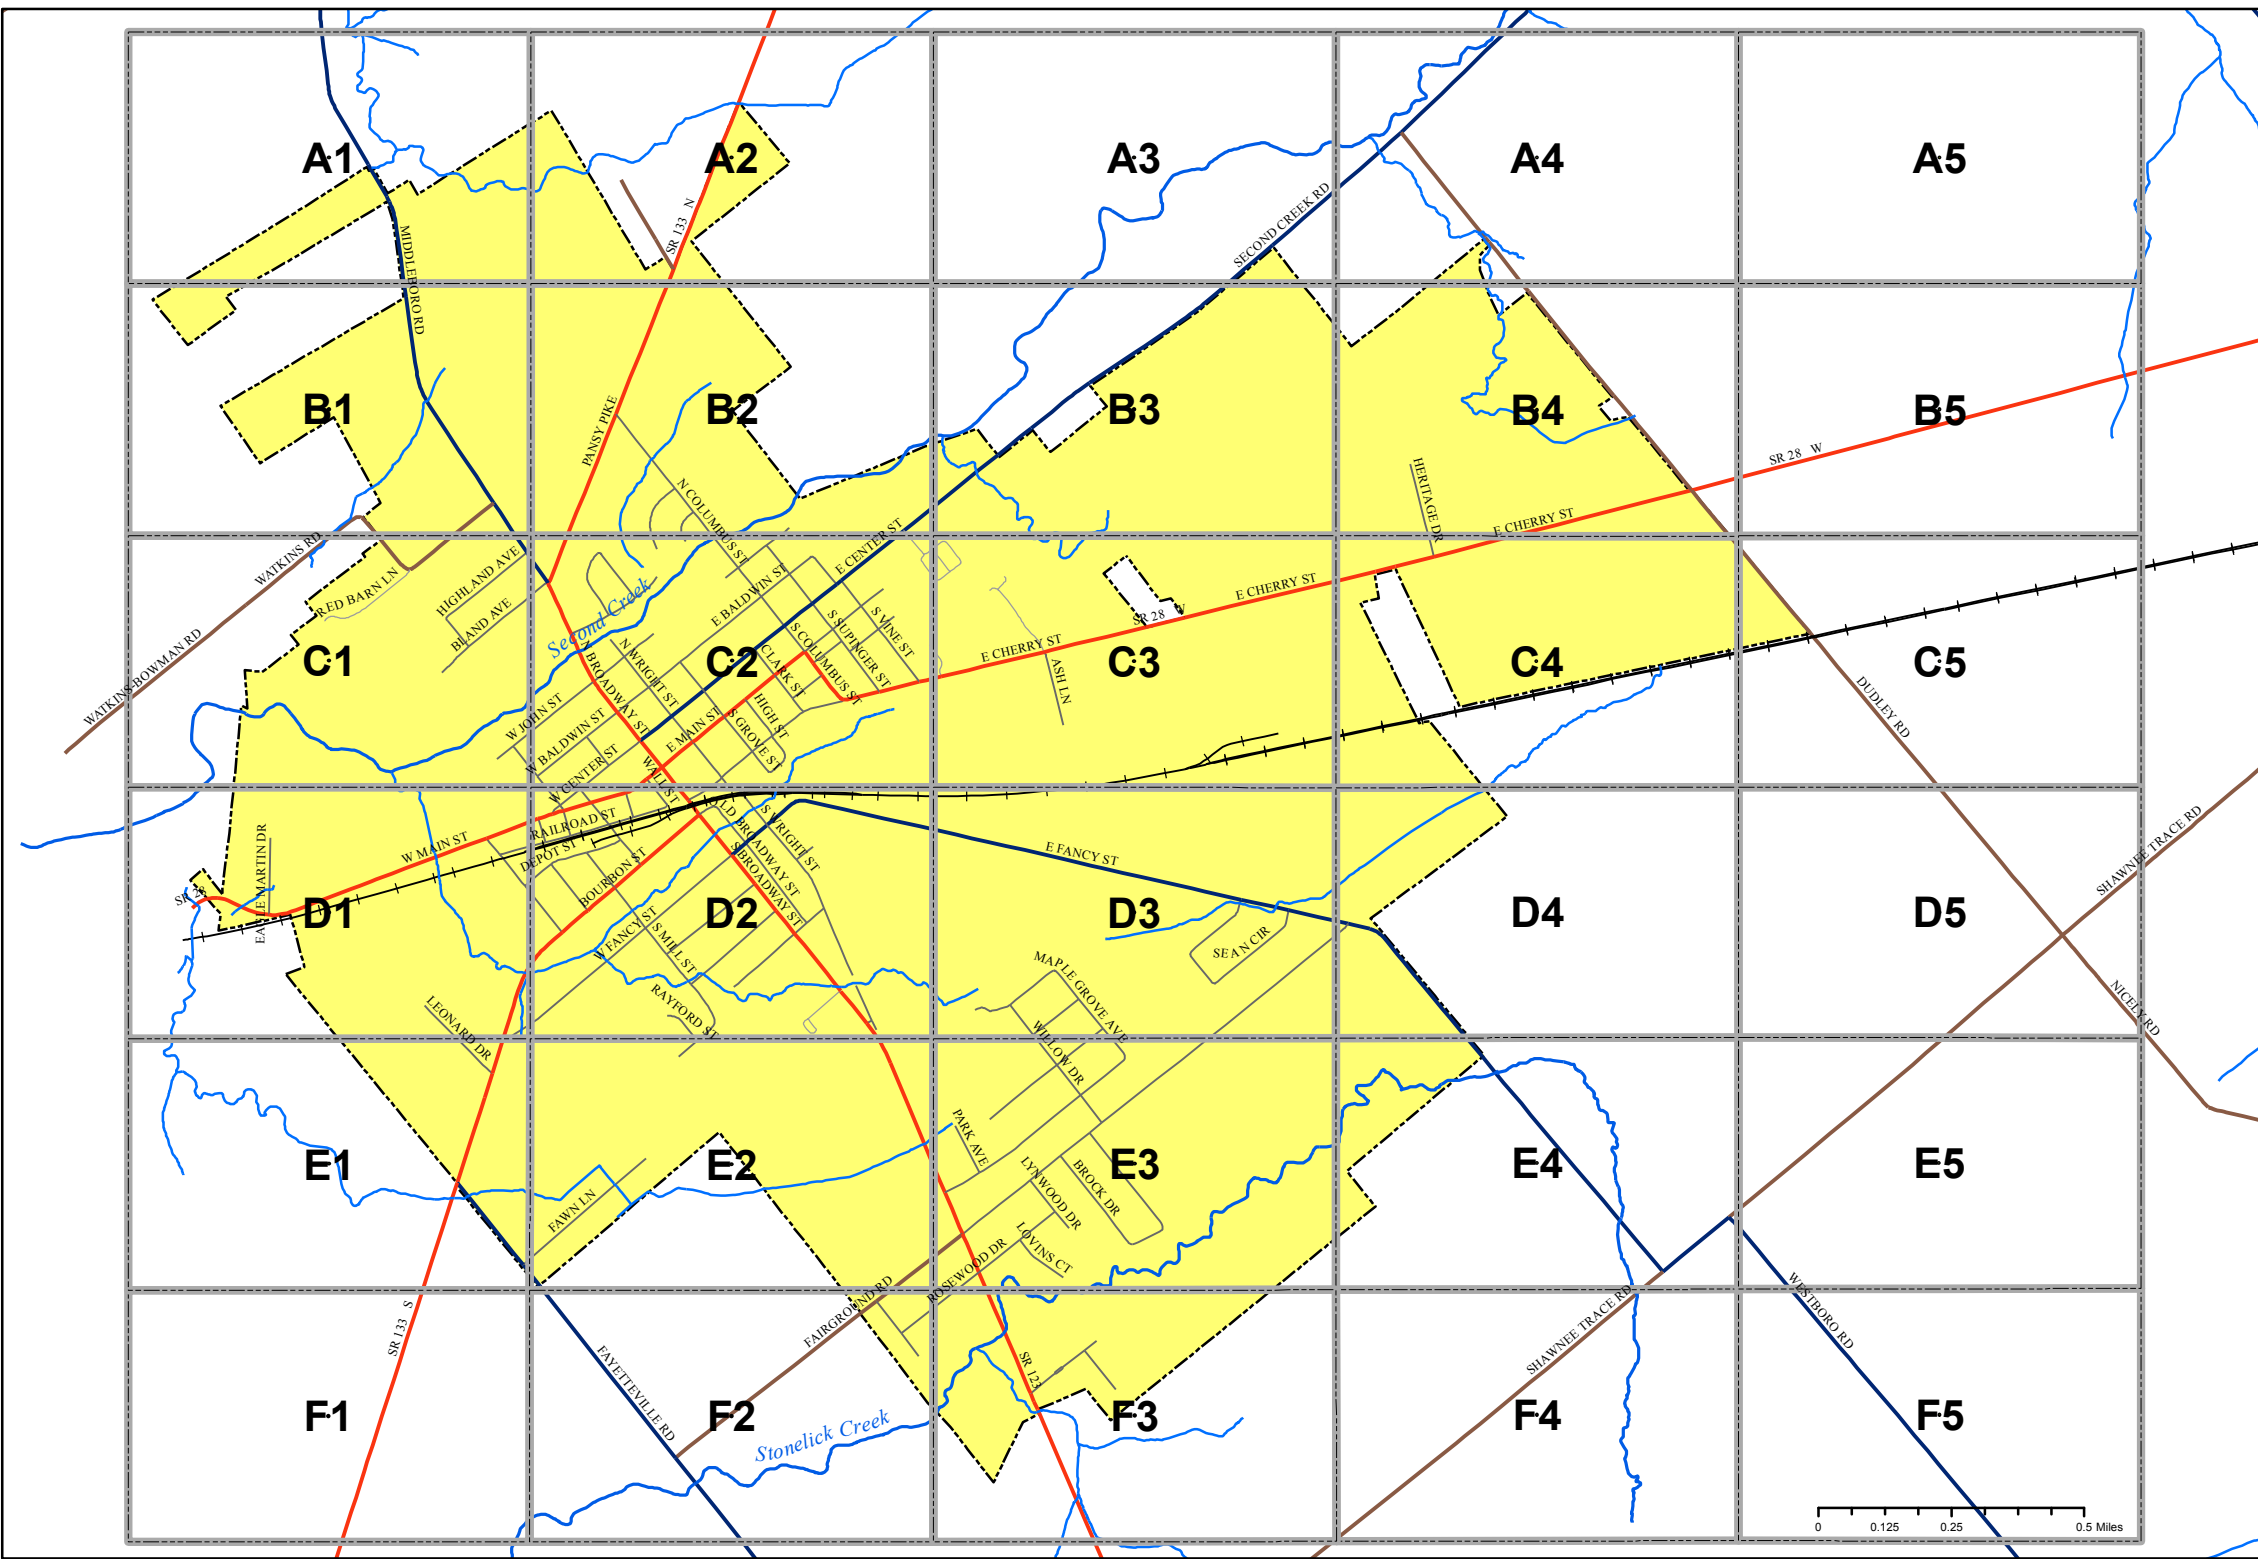 A1
A2
A3
A4
A5
SR 133 N
SECOND CREEK RD
MIDDLEBORO RD
B1
B2
B3
B4
B5
PANSY PIKE
SR 28 W
HERITAGE DR
E CHERRY ST
N COLUMBUS ST
E CENTER ST
WATKINS RD
HIGHLAND AVE
RED BARN LN
BLAND AVE
E BALDWIN ST
Second Creek
S VINE ST
S SUPINGER ST
S COLUMBUS ST
E CHERRY ST
SR 28 W
E CHERRY ST
WATKINS-BOWMAN RD
C1
C2
C3
C4
C5
N WRIGHT ST
N BROADWAY ST
CLARK ST
HIGH ST
ASH LN
DUDLEY RD
W JOHN ST
W BALDWIN ST
E MAIN ST
S GROVE ST
W CENTER ST
WALL ST
RAILROAD ST
W MAIN ST
DEPOT ST
OLD BROADWAY ST
S WRIGHT ST
E FANCY ST
SHAWNEE TRACE RD
EAGLE MARTIN DR
SR 28
BOURBON ST
S BROADWAY ST
D1
D2
D3
D4
D5
W FANCY ST
S MILL ST
SEAN CIR
MAPLE GROVE AVE
LEONARD DR
RAYFORD ST
NICELY RD
WILLOW DR
E1
E2
E3
E4
E5
PARK AVE
LYNWOOD DR
BROCK DR
FAWN LN
LOVINS CT
ROSEWOOD DR
FAIRGROUND RD
SR 133 S
FAYETTEVILLE RD
SR 123
SHAWNEE TRACE RD
WESTBORO RD
F1
F2
F3
F4
F5
Stonelick Creek
0 0.125 0.25 0.5 Miles